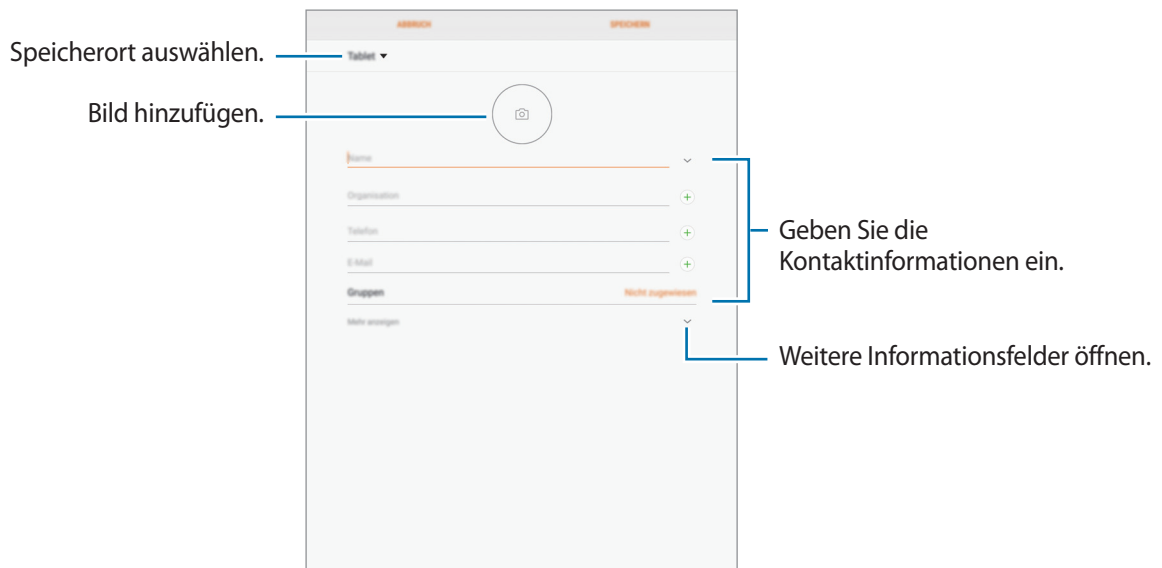 ABBRUCH SPEICHERN
Speicherort auswählen.
Tablet
Bild hinzufügen.
Name
Organisation
Telefon
E-Mail
Gruppen Nicht zugewiesen
Mehr anzeigen
Geben Sie die
Kontaktinformationen ein.
Weitere Informationsfelder öffnen.